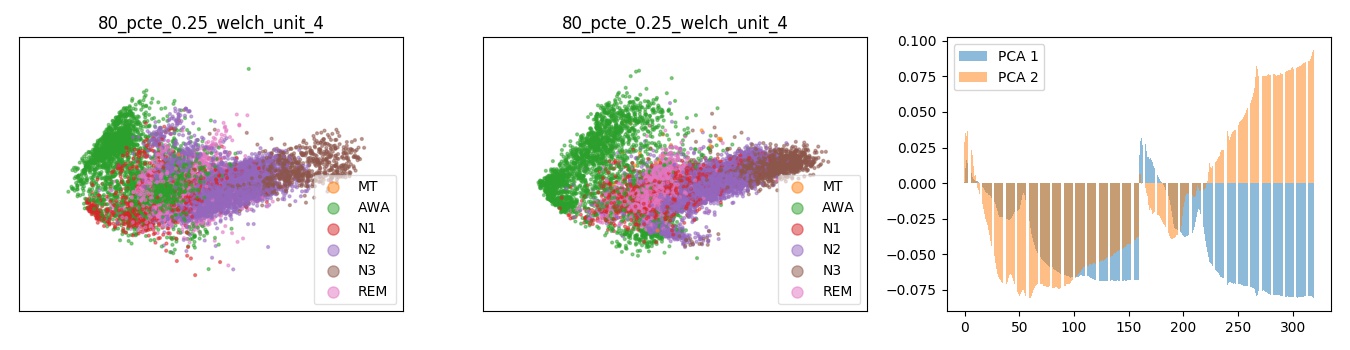 80_pcte_0.25_welch_unit_4
MT
AWA
N1
N2
N3
REM
80_pcte_0.25_welch_unit_4
MT
AWA
N1
N2
N3
REM
PCA 1
PCA 2
0.100
0.075
0.050
0.025
0.000
−0.025
−0.050
−0.075
0 50 100 150 200 250 300